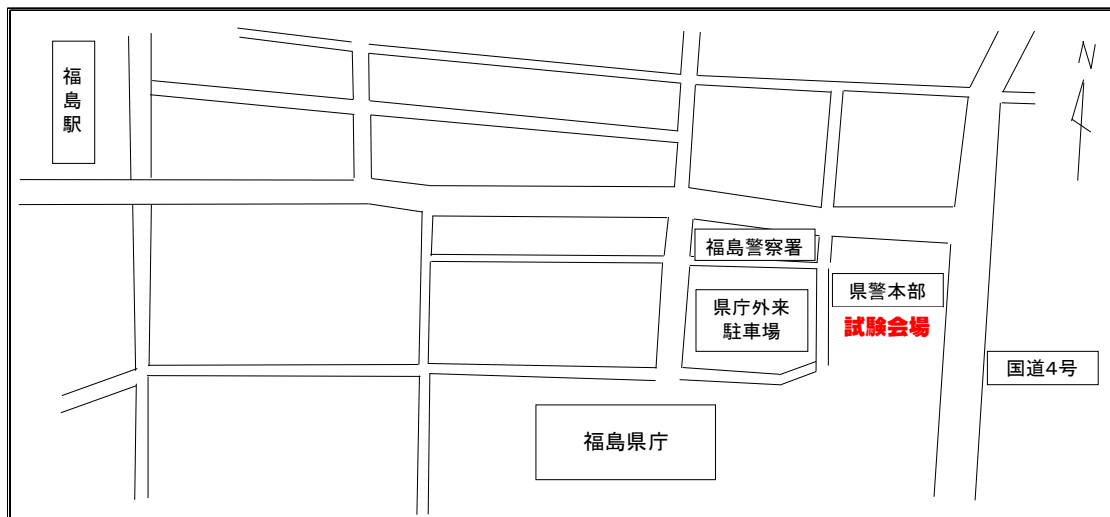 福島駅
N
福島警察署
県警本部
試験会場
県庁外来
駐車場
国道4号
福島県庁